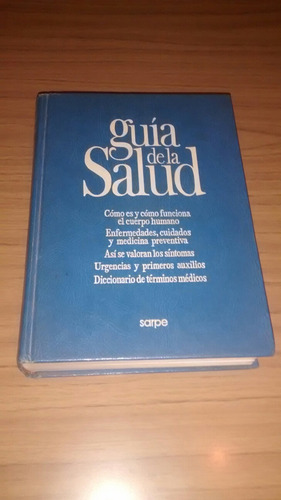 guía
de la
Salud
Cómo es y cómo funciona
el cuerpo humano
Enfermedades, cuidados
y medicina preventiva
Así se valoran los síntomas
Urgencias y primeros auxilios
Diccionario de términos médicos
sarpe